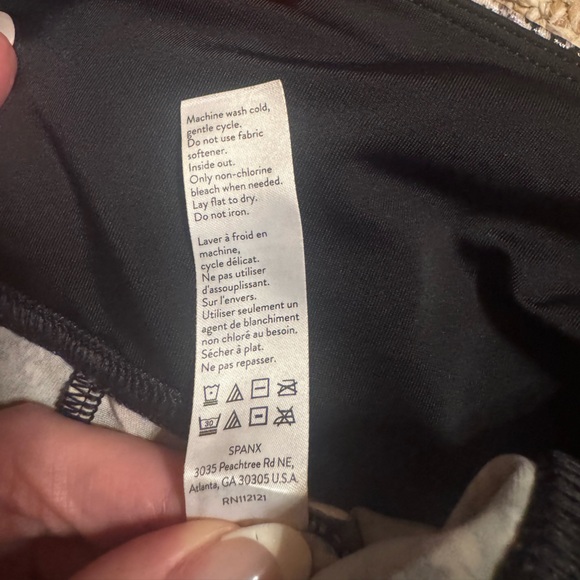 Machine wash cold,
gentle cycle.
Do not use fabric
softener.
Inside out.
Only non-chlorine
bleach when needed.
Lay flat to dry.
Do not iron.
Laver à froid en
machine,
cycle délicat.
Ne pas utiliser
d'assouplissant.
Sur l'envers.
Utiliser seulement un
agent de blanchiment
non chloré au besoin.
Sécher à plat.
Ne pas repasser.
30
SPANX
3035 Peachtree Rd NE,
Atlanta, GA 30305 U.S.A
RN112121